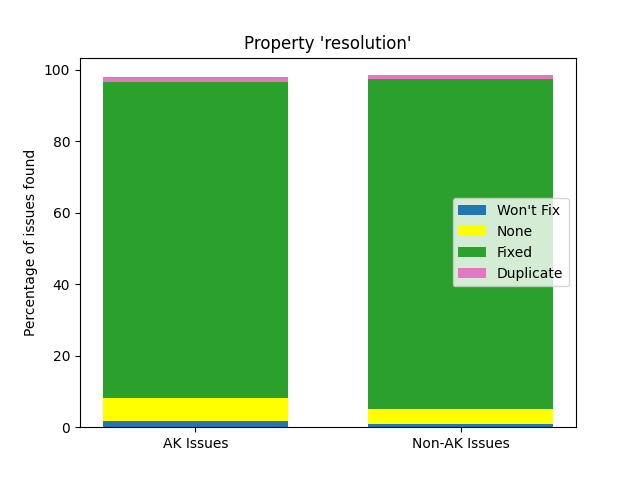 Property 'resolution'
Percentage of issues found
100
80
60
40
20
0
Won't Fix
None
Fixed
Duplicate
AK Issues
Non-AK Issues